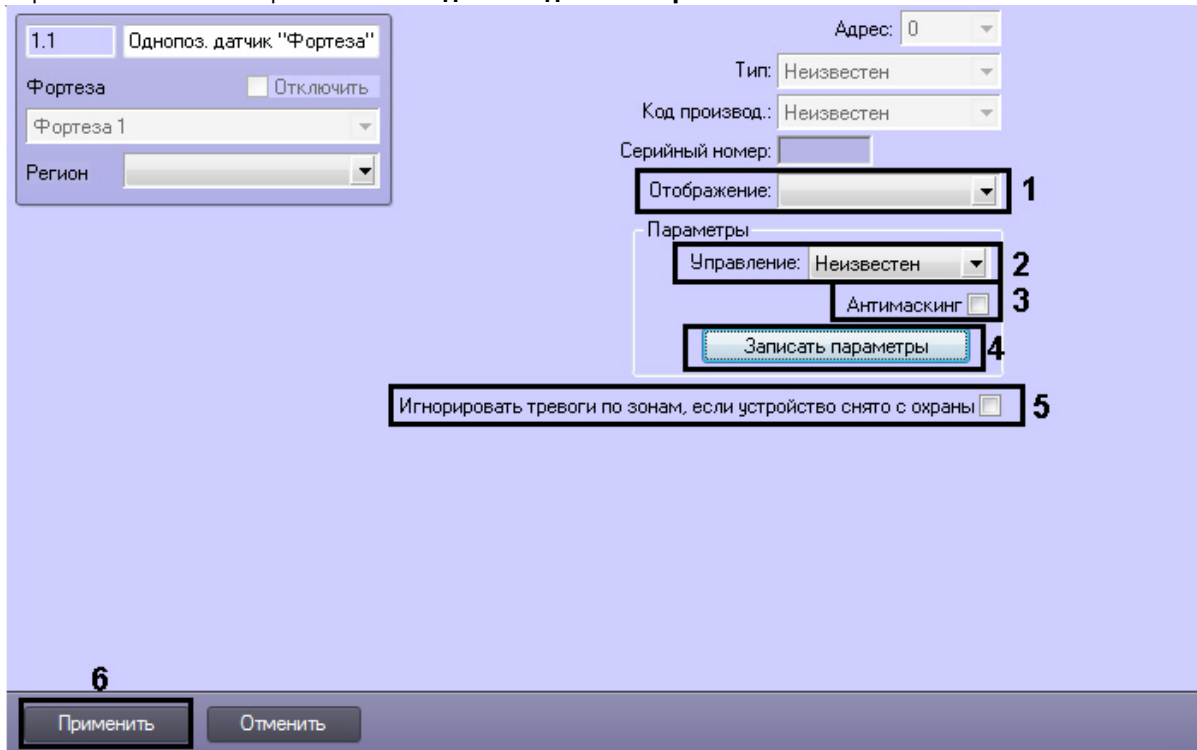 1.1 Однопоз. датчик "Фортеза"
Фортеза Отключить
Фортеза 1
Регион
Адрес: 0
Тип: Неизвестен
Код производ.: Неизвестен
Серийный номер:
Отображение: 1
Параметры
Управление: Неизвестен 2
Антимаскинг 3
Записать параметры 4
Игнорировать тревоги по зонам, если устройство снято с охраны 5
6
Применить Отменить